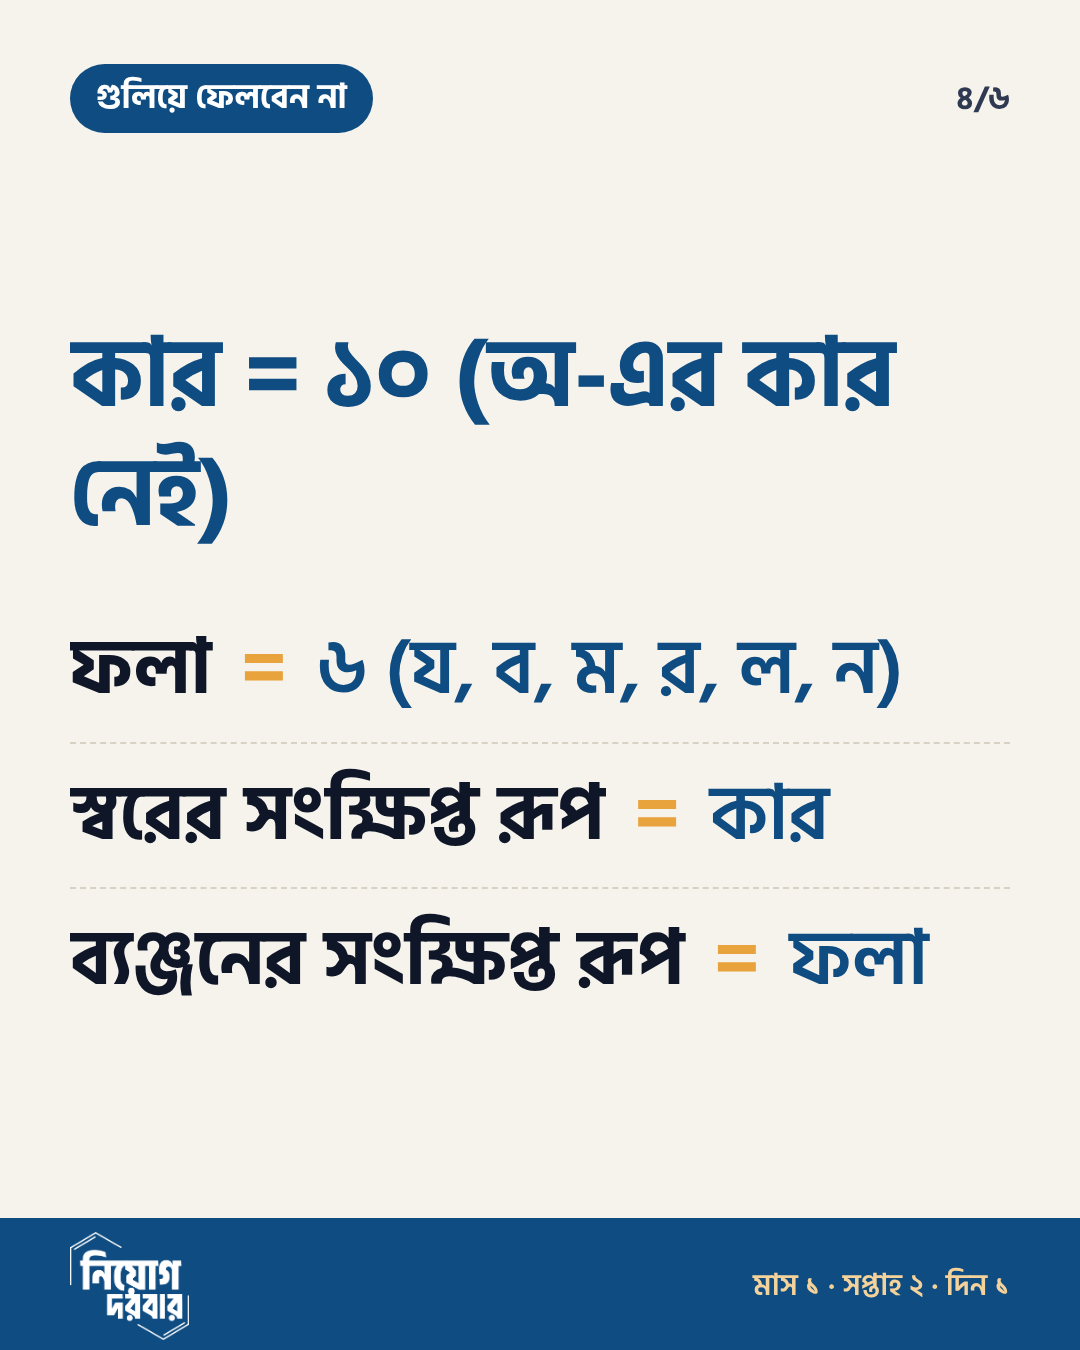 গুলিয়ে ফেলবেন না
৪/৬
কার = ১০ (অ-এর কার
নেই)
ফলা = ৬ (য, ব, ম, র, ল, ন)
স্বরের সংক্ষিপ্ত রূপ = কার
ব্যঞ্জনের সংক্ষিপ্ত রূপ = ফলা
নিয়োগ
দরবার
মাস ১ · সপ্তাহ ২ · দিন ১